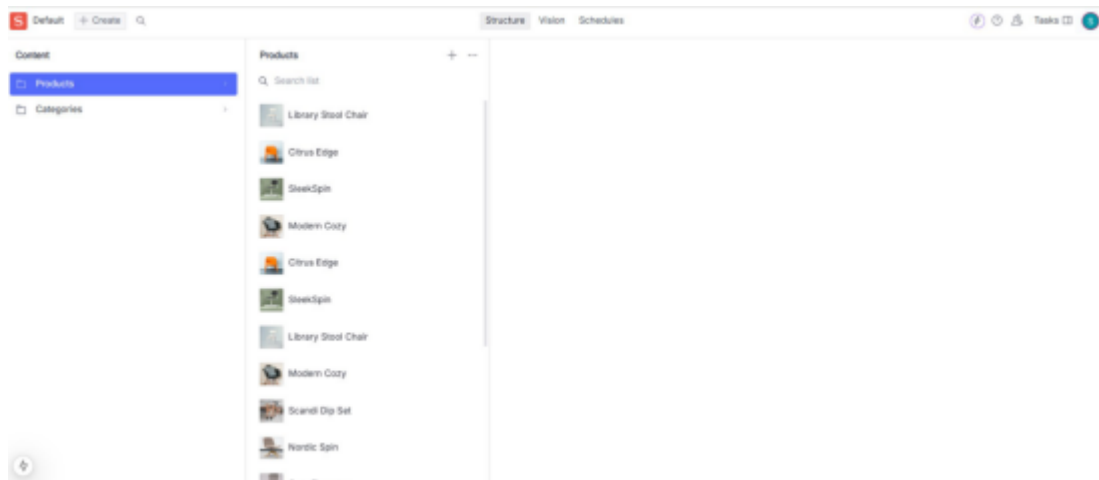 S Default + Create Structure Vision Schedules Tasks
Content
Products
Categories
Products
Search list
Library Stool Chair
Citrus Edge
SleekSpin
Modern Cozy
Citrus Edge
SleekSpin
Library Stool Chair
Modern Cozy
Scandi Dip Set
Nordic Spin